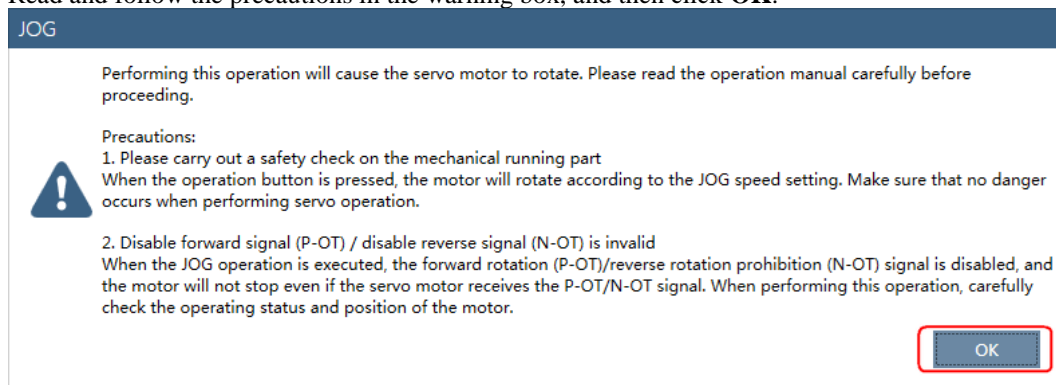 Read and follow the precautions in the warning box, and then click OK.
JOG
Performing this operation will cause the servo motor to rotate. Please read the operation manual carefully before
proceeding.
Precautions:
1. Please carry out a safety check on the mechanical running part
When the operation button is pressed, the motor will rotate according to the JOG speed setting. Make sure that no danger
occurs when performing servo operation.
2. Disable forward signal (P-OT) / disable reverse signal (N-OT) is invalid
When the JOG operation is executed, the forward rotation (P-OT)/reverse rotation prohibition (N-OT) signal is disabled, and
the motor will not stop even if the servo motor receives the P-OT/N-OT signal. When performing this operation, carefully
check the operating status and position of the motor.
OK